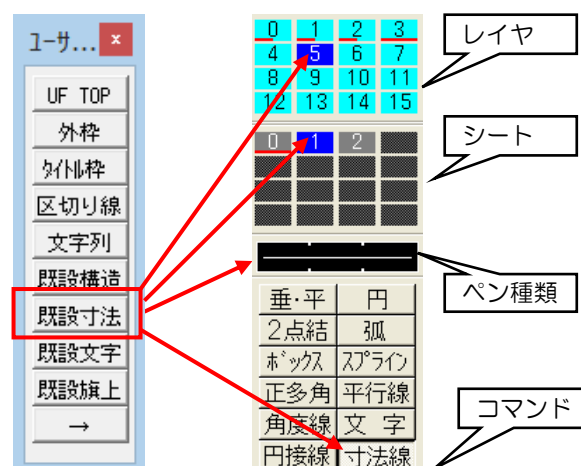 ﾕｰｻ...
×
UF TOP
外枠
ﾀｲﾄﾙ枠
区切り線
文字列
既設構造
既設寸法
既設文字
既設旗上
→
0 1 2 3
4 5 6 7
8 9 10 11
12 13 14 15
0 1 2
垂･平 円
２点結 弧
ﾎﾞｯｸｽ ｽﾌﾟﾗｲﾝ
正多角 平行線
角度線 文 字
円接線 寸法線
レイヤ
シート
ペン種類
コマンド